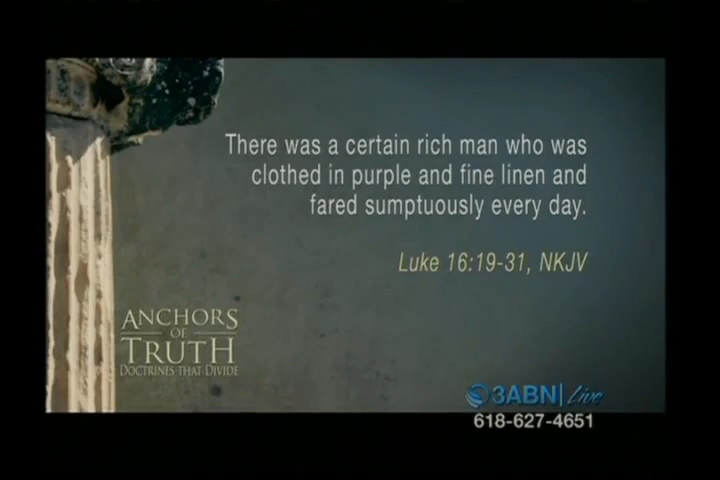 There was a certain rich man who was
clothed in purple and fine linen and
fared sumptuously every day.
Luke 16:19-31, NKJV
ANCHORS
OF
TRUTH
DOCTRINES THAT DIVIDE
3ABN Live
618-627-4651